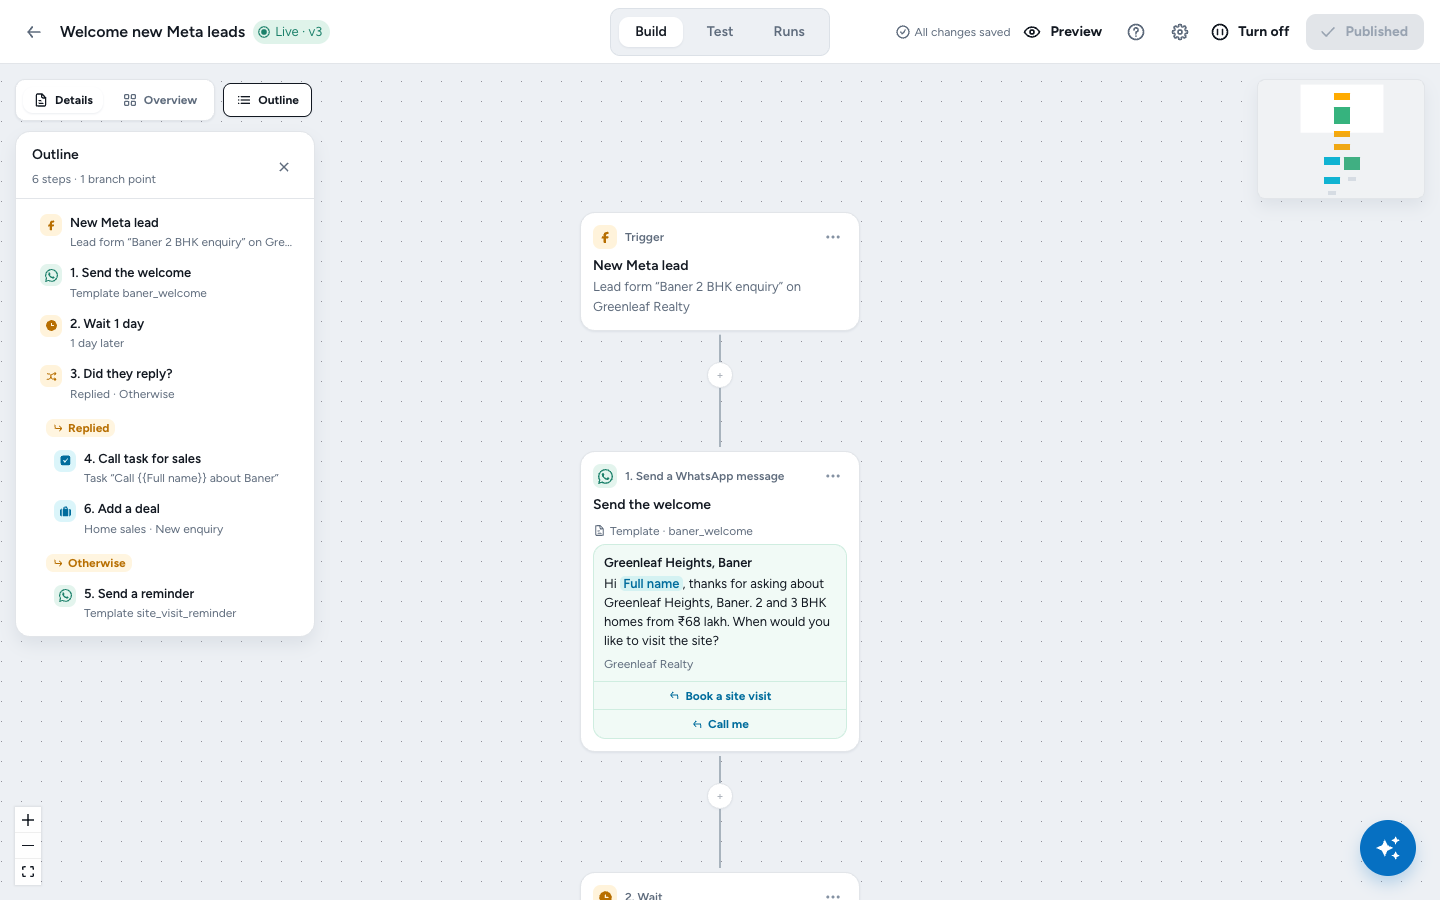 Welcome new Meta leads
Live · v3
Build
Test
Runs
All changes saved
Preview
Turn off
Published
Details
Overview
Outline
Outline
6 steps · 1 branch point
New Meta lead
Lead form “Baner 2 BHK enquiry” on Gre...
1. Send the welcome
Template baner_welcome
2. Wait 1 day
1 day later
3. Did they reply?
Replied · Otherwise
Replied
4. Call task for sales
Task “Call {{Full name}} about Baner”
6. Add a deal
Home sales · New enquiry
Otherwise
5. Send a reminder
Template site_visit_reminder
Trigger
New Meta lead
Lead form “Baner 2 BHK enquiry” on
Greenleaf Realty
1. Send a WhatsApp message
Send the welcome
Template · baner_welcome
Greenleaf Heights, Baner
Hi Full name, thanks for asking about
Greenleaf Heights, Baner. 2 and 3 BHK
homes from ₹68 lakh. When would you
like to visit the site?
Greenleaf Realty
Book a site visit
Call me
2. Wait